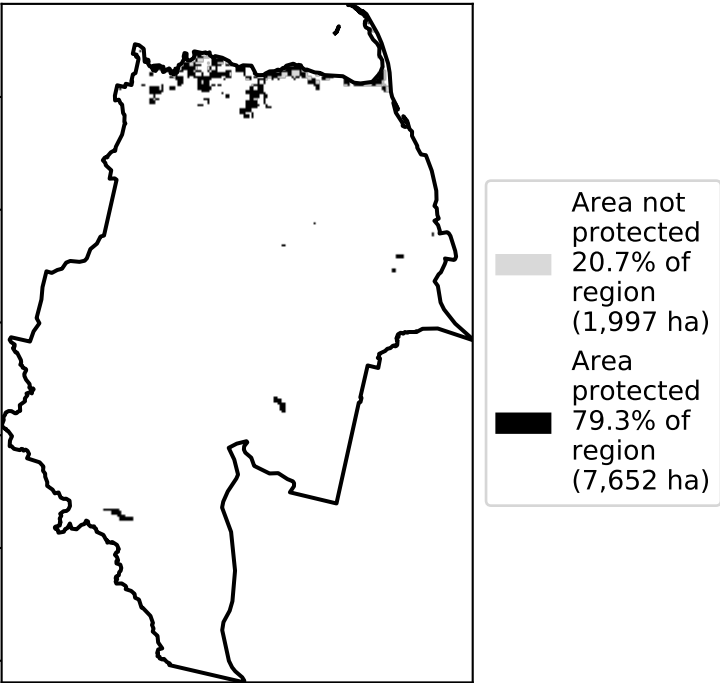 Area not
protected
20.7% of
region
(1,997 ha)
Area
protected
79.3% of
region
(7,652 ha)